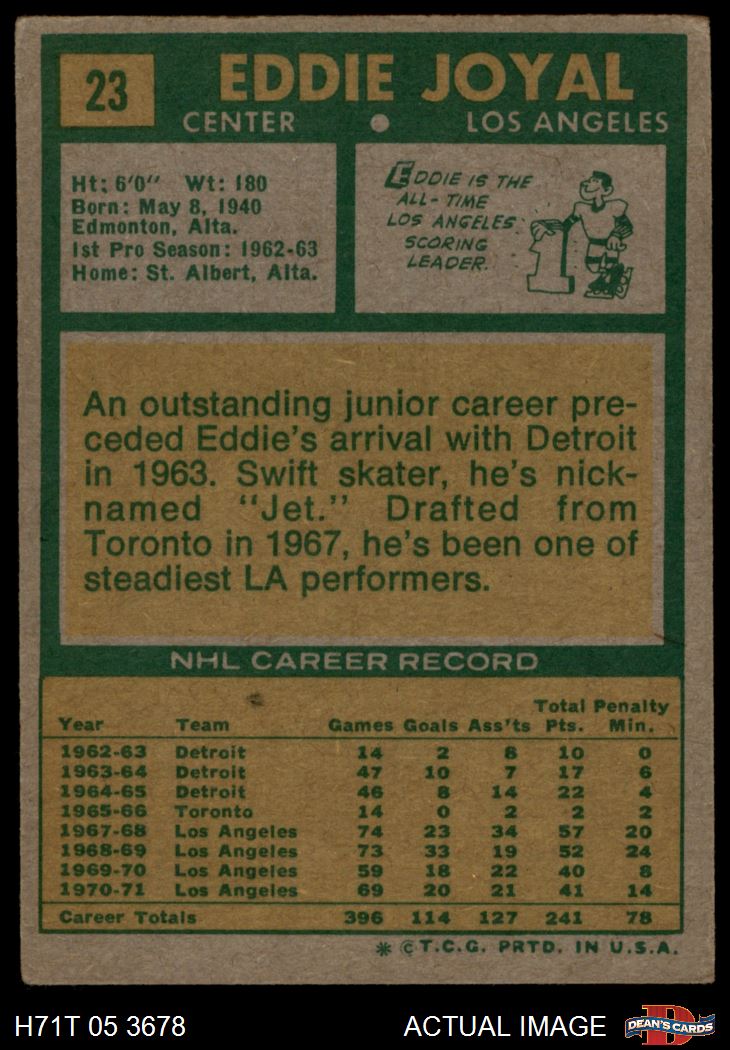 23
EDDIE JOYAL
CENTER
LOS ANGELES
Ht: 6'0" Wt: 180
Born: May 8, 1940
Edmonton, Alta.
1st Pro Season: 1962-63
Home: St. Albert, Alta.
EDDIE IS THE
ALL-TIME
LOS ANGELES
SCORING
LEADER.
1
An outstanding junior career pre-
ceded Eddie's arrival with Detroit
in 1963. Swift skater, he's nick-
named "Jet." Drafted from
Toronto in 1967, he's been one of
steadiest LA performers.
NHL CAREER RECORD
Year Team Games Goals Ass'ts Total Pts. Penalty Min.
1962-63 Detroit 14 2 8 10 0
1963-64 Detroit 47 10 7 17 6
1964-65 Detroit 46 8 14 22 4
1965-66 Toronto 14 0 2 2 2
1967-68 Los Angeles 74 23 34 57 20
1968-69 Los Angeles 73 33 19 52 24
1969-70 Los Angeles 59 18 22 40 8
1970-71 Los Angeles 69 20 21 41 14
Career Totals 396 114 127 241 78
* © T.C.G. PRTD. IN U.S.A.
H71T 05 3678 ACTUAL IMAGE
D
DEAN'S CARDS